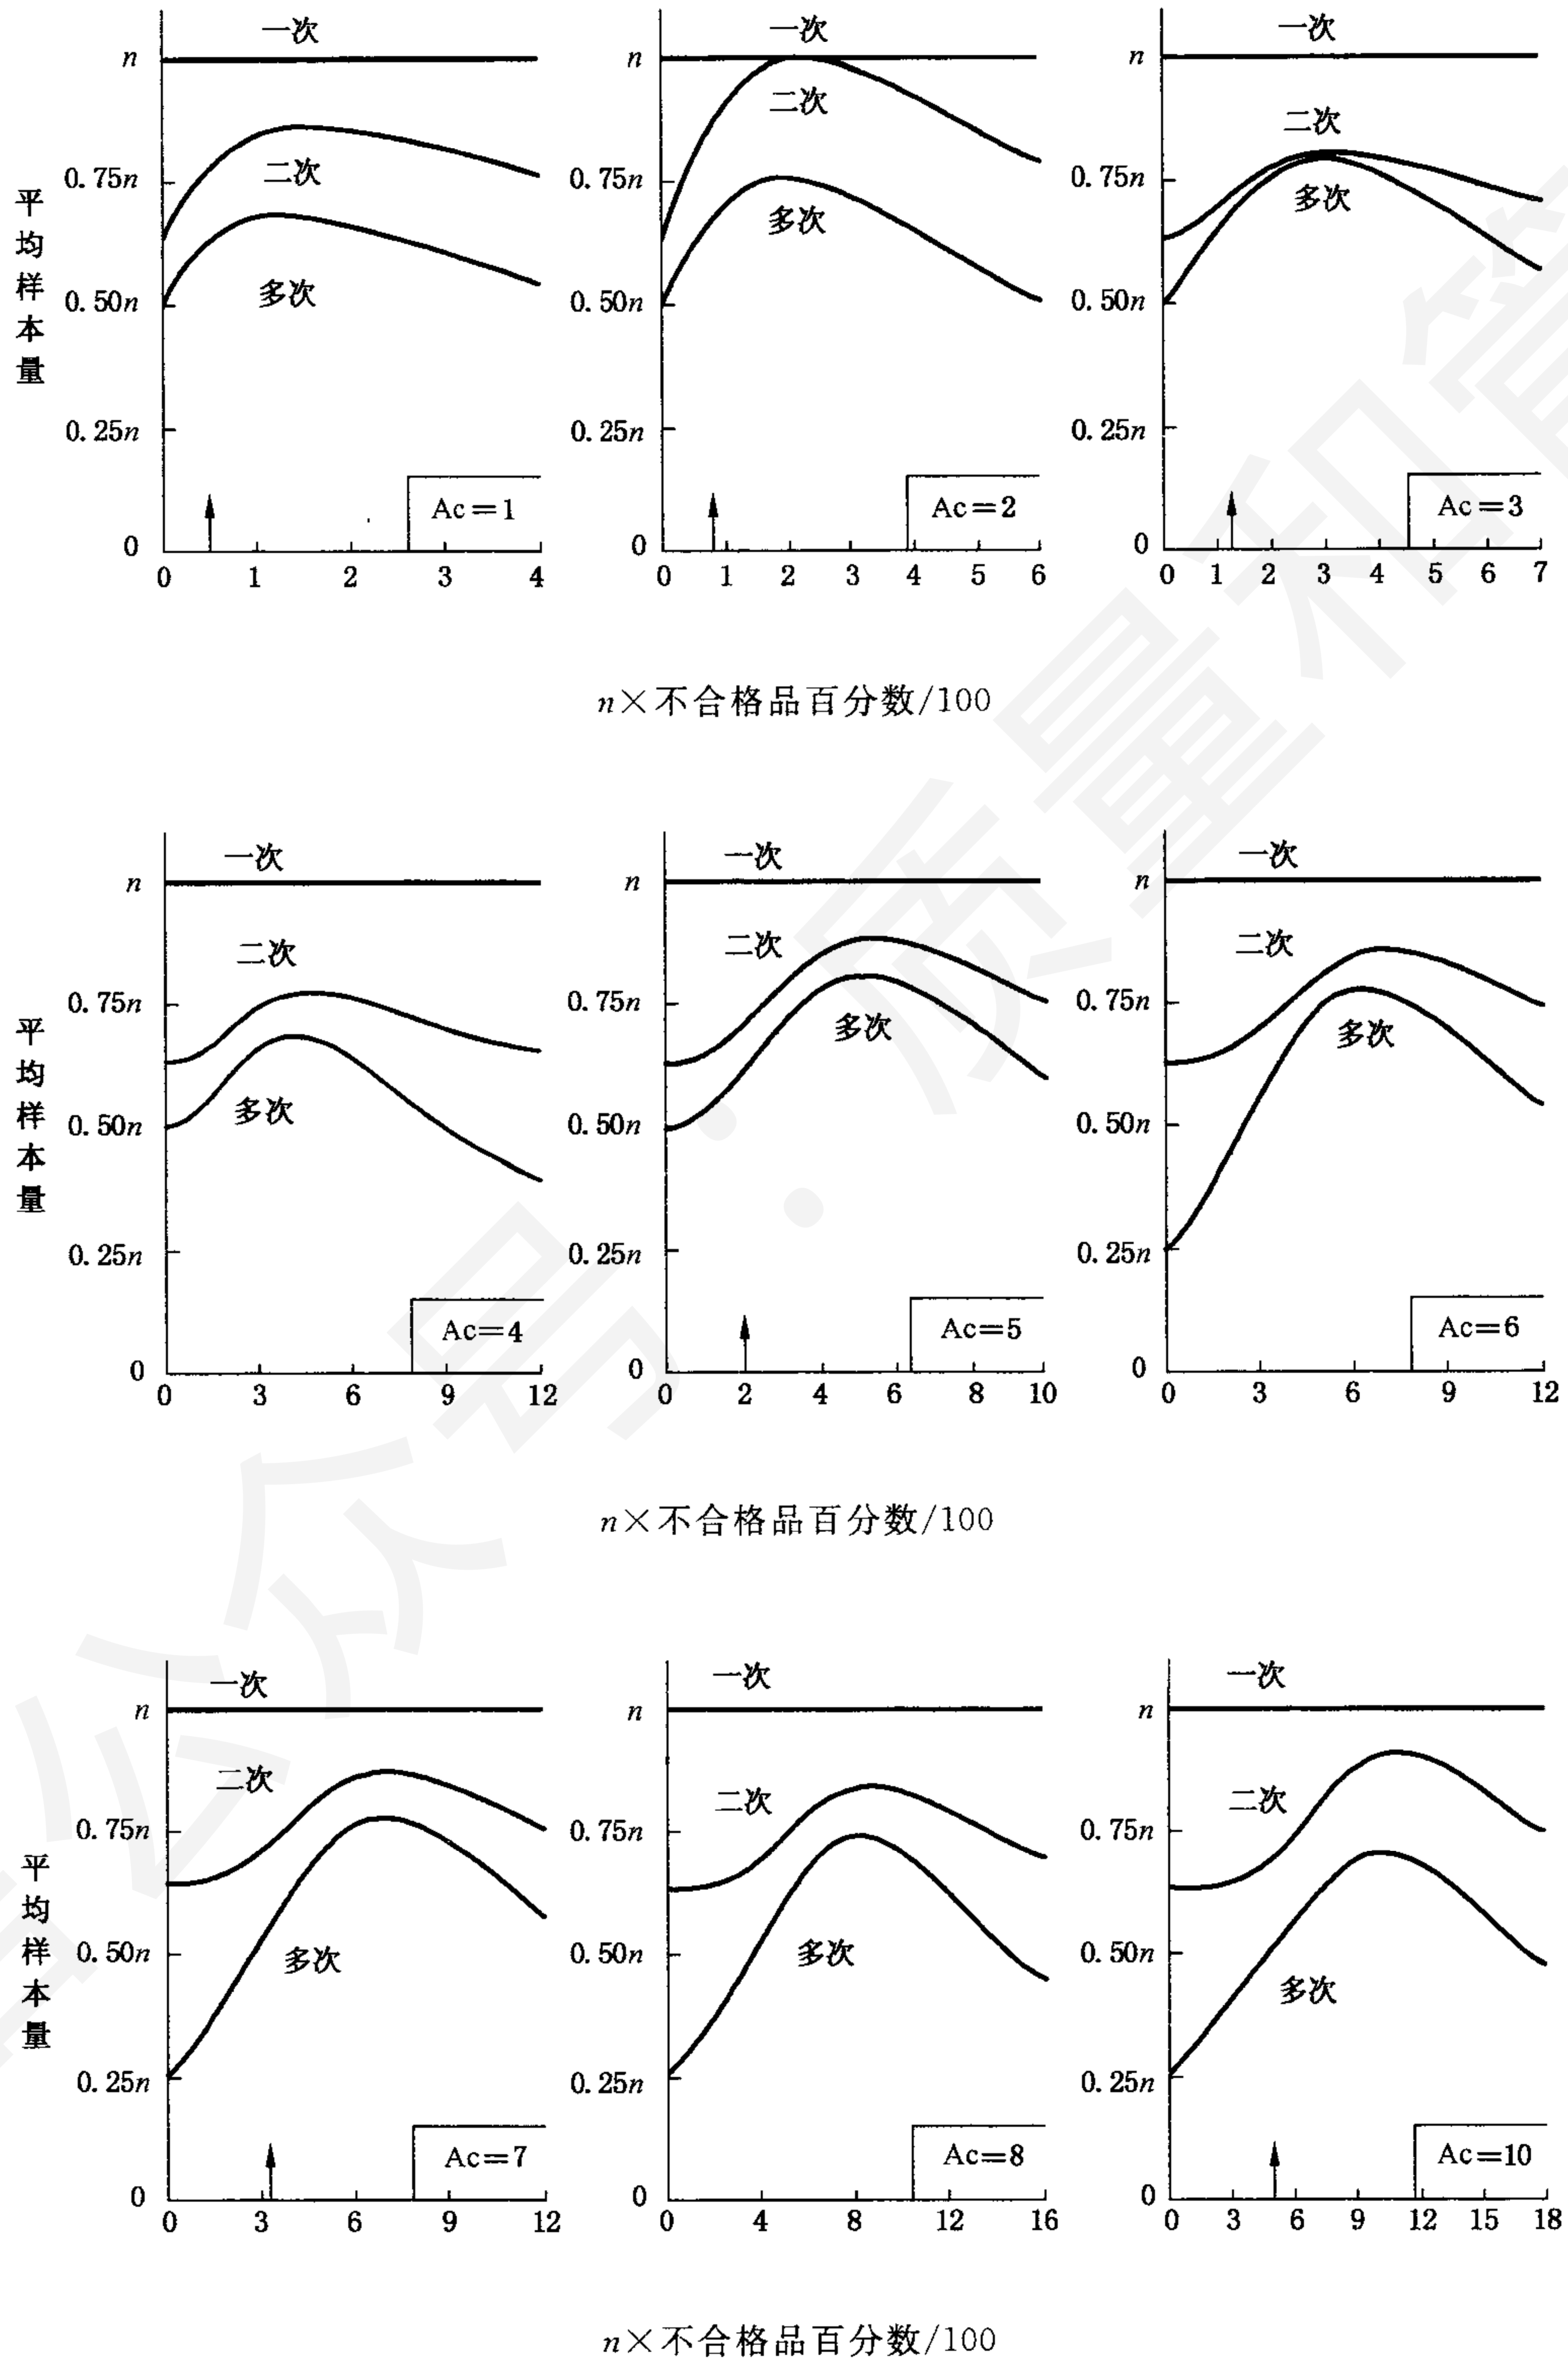 一次 一次 一次
n n n
二次 二次 二次
0.75n 0.75n 0.75n
多次 多次 多次
0.50n 0.50n 0.50n
0.25n 0.25n 0.25n
Ac=1 Ac=2 Ac=3
0 0 0
0 1 2 3 4 0 1 2 3 4 5 6 0 1 2 3 4 5 6 7
平均样本量
n×不合格品百分数/100
一次 一次 一次
n n n
二次 二次 二次
0.75n 0.75n 0.75n
多次 多次 多次
0.50n 0.50n 0.50n
0.25n 0.25n 0.25n
Ac=4 Ac=5 Ac=6
0 0 0
0 3 6 9 12 0 2 4 6 8 10 0 3 6 9 12
平均样本量
n×不合格品百分数/100
一次 一次 一次
n n n
二次 二次 二次
0.75n 0.75n 0.75n
多次 多次 多次
0.50n 0.50n 0.50n
0.25n 0.25n 0.25n
Ac=7 Ac=8 Ac=10
0 0 0
0 3 6 9 12 0 4 8 12 16 0 3 6 9 12 15 18
平均样本量
n×不合格品百分数/100
公众号:质量和管